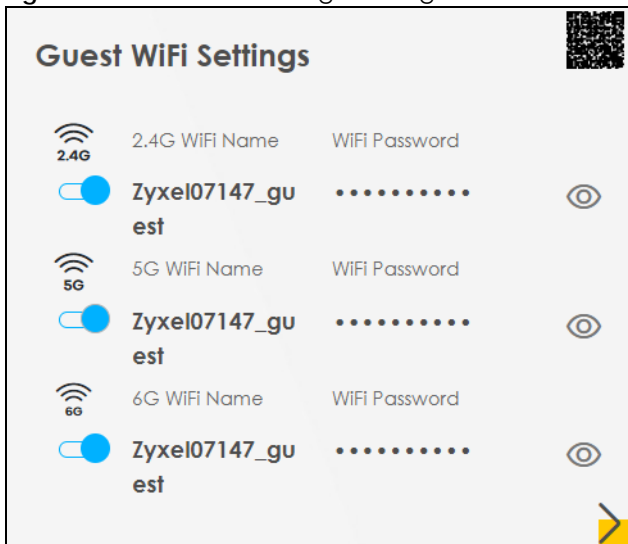 Guest WiFi Settings
2.4G WiFi Name WiFi Password
2.4G
Zyxel07147_gu ••••••••••
est
5G WiFi Name WiFi Password
5G
Zyxel07147_gu ••••••••••
est
6G WiFi Name WiFi Password
6G
Zyxel07147_gu ••••••••••
est